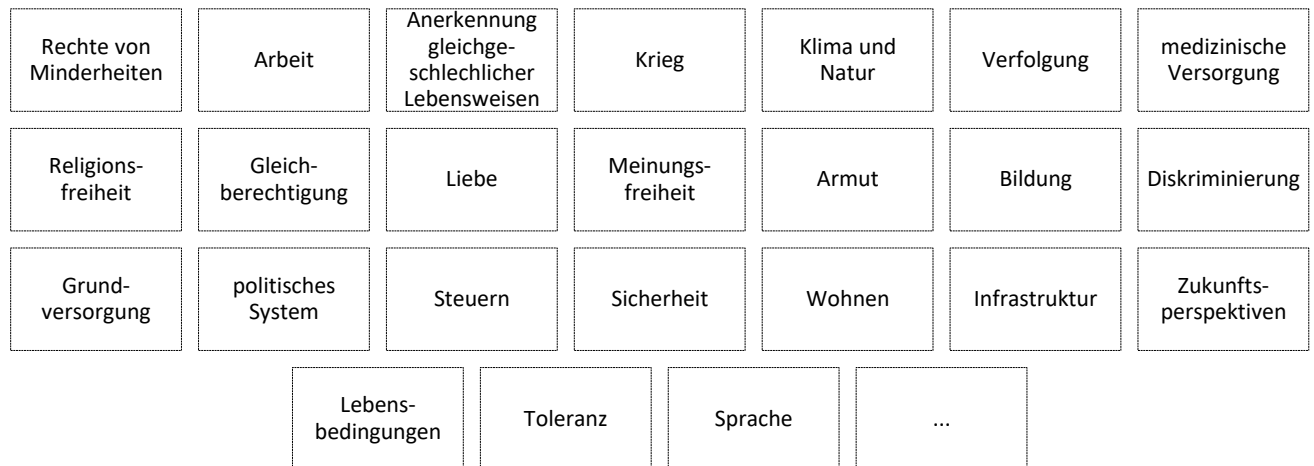 Rechte von
Minderheiten
Arbeit
Anerkennung
gleichge-
schlechlicher
Lebensweisen
Krieg
Klima und
Natur
Verfolgung
medizinische
Versorgung
Religions-
freiheit
Gleich-
berechtigung
Liebe
Meinungs-
freiheit
Armut
Bildung
Diskriminierung
Grund-
versorgung
politisches
System
Steuern
Sicherheit
Wohnen
Infrastruktur
Zukunfts-
perspektiven
Lebens-
bedingungen
Toleranz
Sprache
...